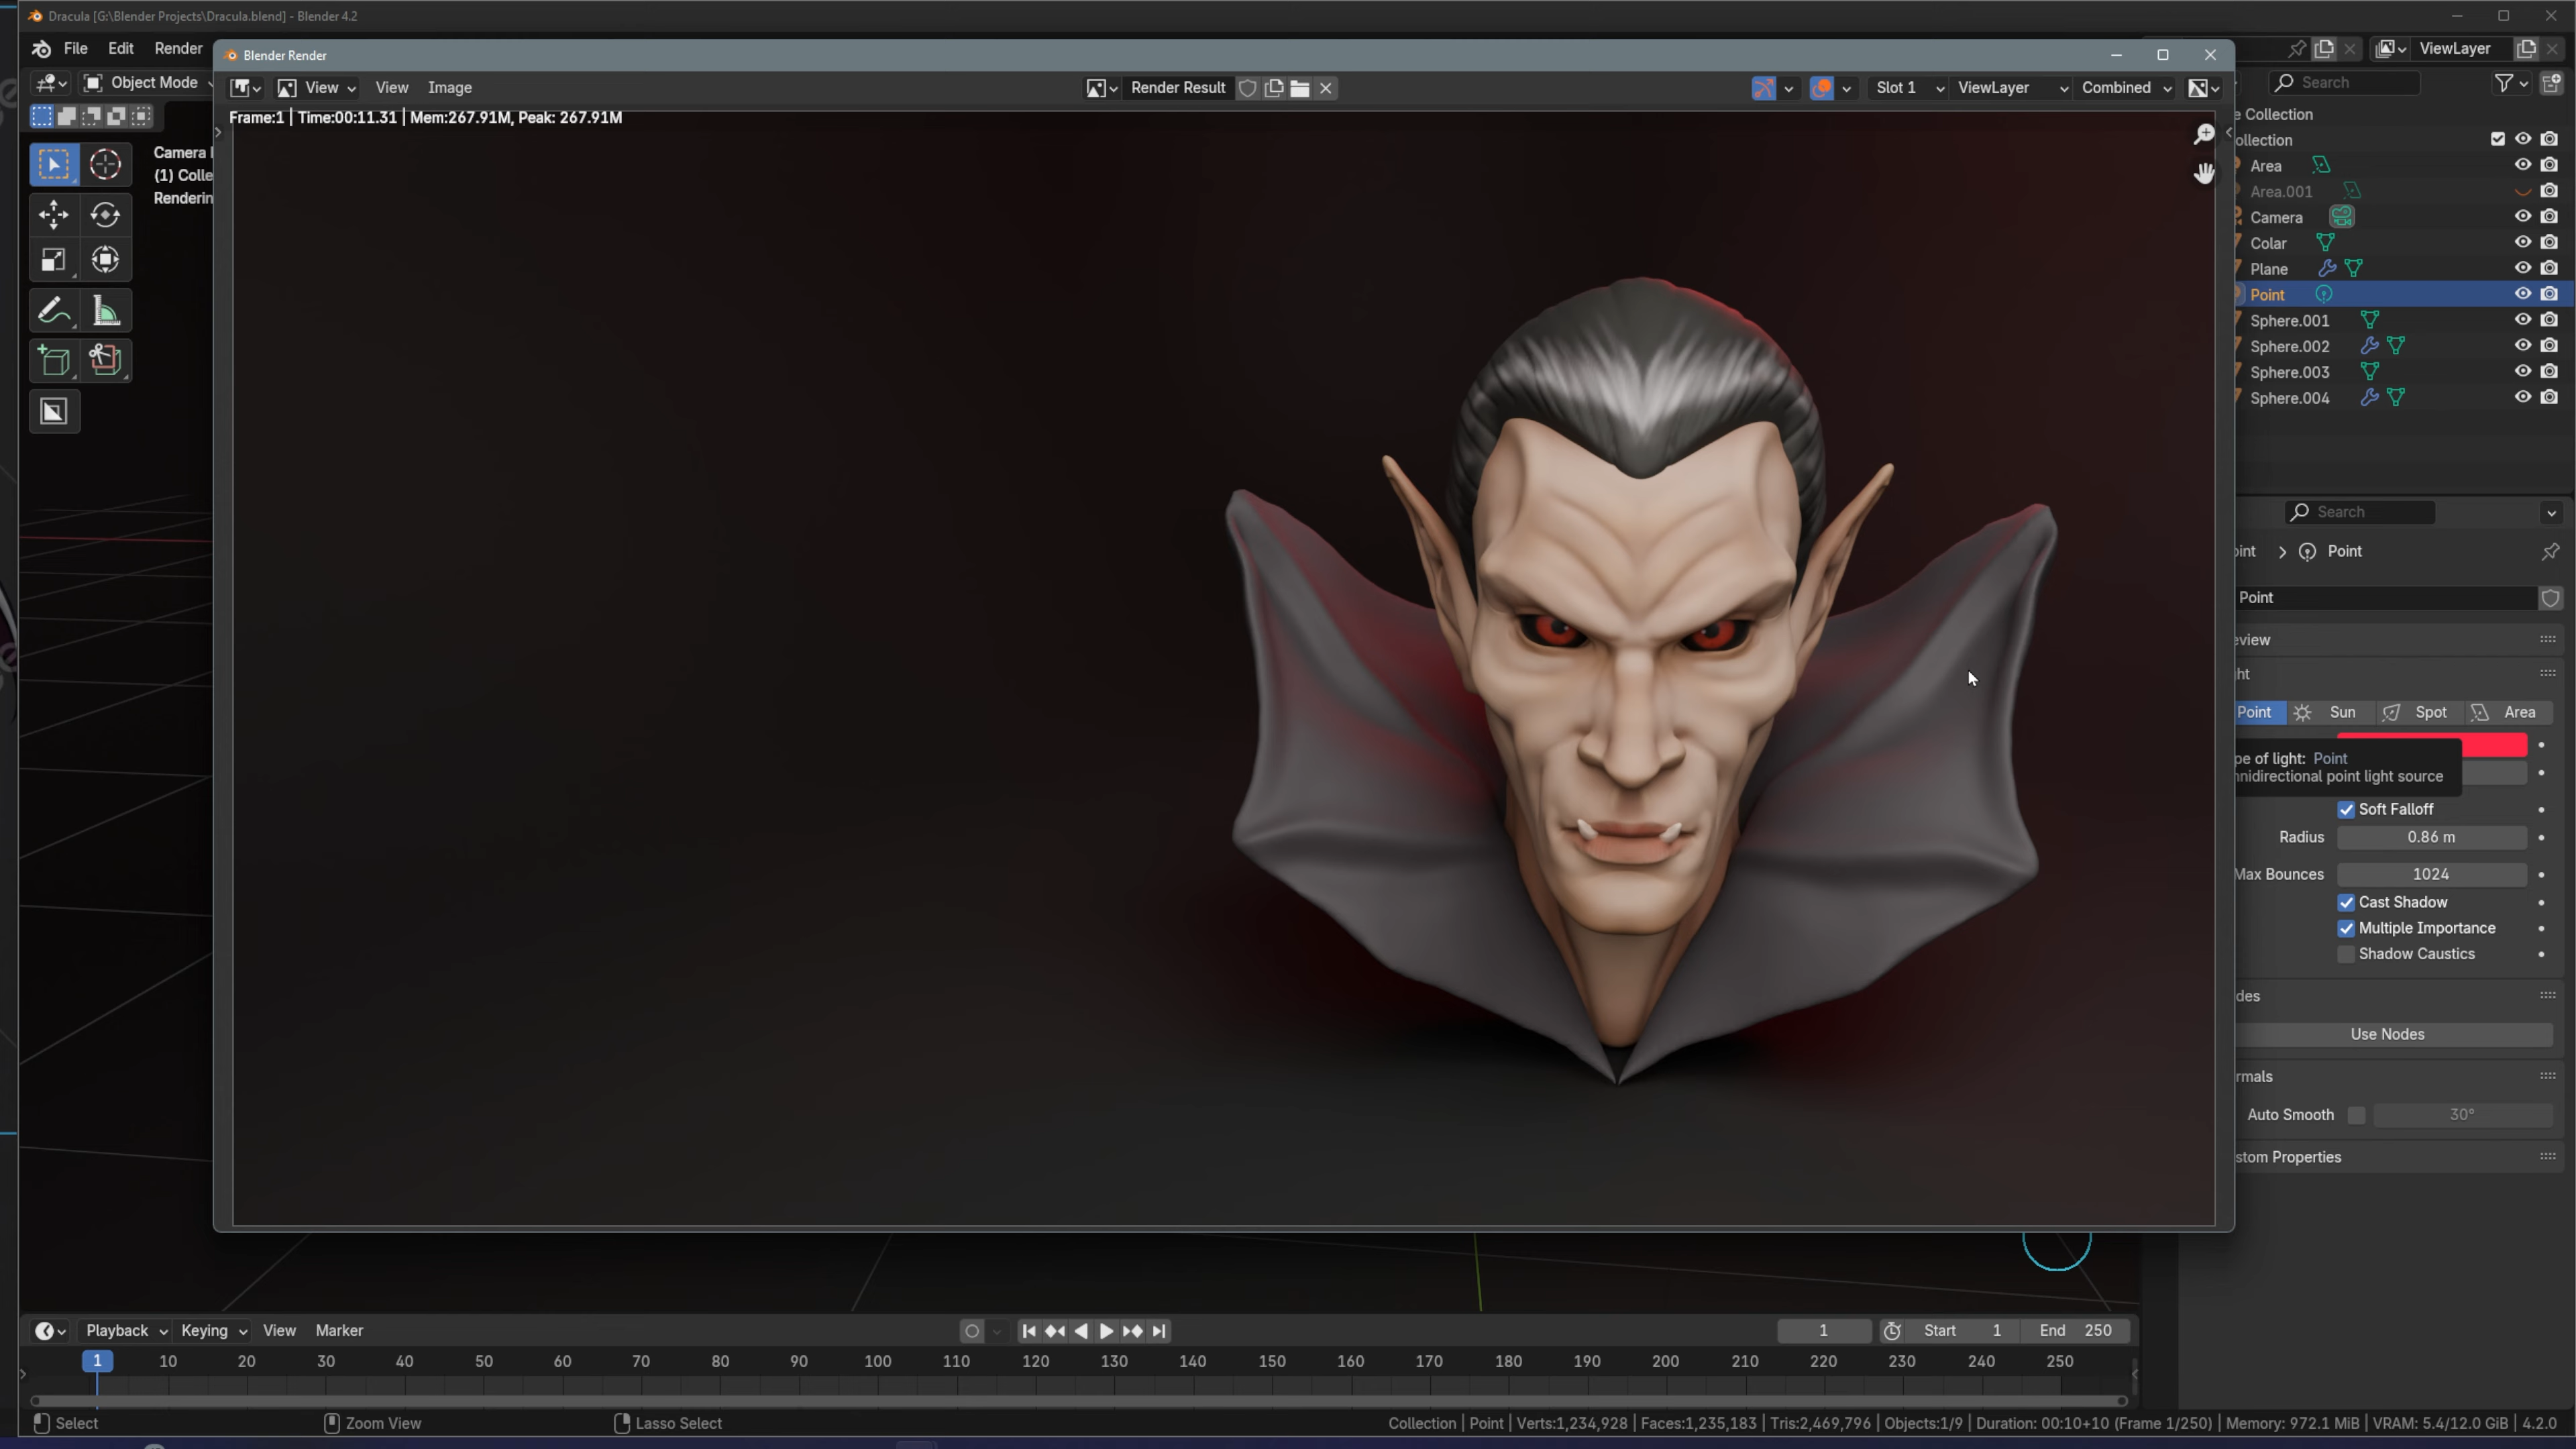 Dracula [G:\Blender Projects\Dracula.blend] - Blender 4.2
File Edit Render
ViewLayer
Blender Render
Object Mode
View View Image
Render Result
Slot 1 ViewLayer Combined
Search
Frame:1 | Time:00:11.31 | Mem:267.91M, Peak: 267.91M
Camera
(1) Colle
Renderin
e Collection
ollection
Area
Area.001
Camera
Colar
Plane
Point
Sphere.001
Sphere.002
Sphere.003
Sphere.004
Search
oint > Point
Point
eview
ht
Point Sun Spot Area
pe of light: Point
nnidirectional point light source
Soft Falloff
Radius 0.86 m
Max Bounces 1024
Cast Shadow
Multiple Importance
Shadow Caustics
des
Use Nodes
rmals
Auto Smooth 30°
stom Properties
Playback Keying View Marker
1 Start 1 End 250
1 10 20 30 40 50 60 70 80 90 100 110 120 130 140 150 160 170 180 190 200 210 220 230 240 250
Select Zoom View Lasso Select
Collection | Point | Verts:1,234,928 | Faces:1,235,183 | Tris:2,469,796 | Objects:1/9 | Duration: 00:10+10 (Frame 1/250) | Memory: 972.1 MiB | VRAM: 5.4/12.0 GiB | 4.2.0